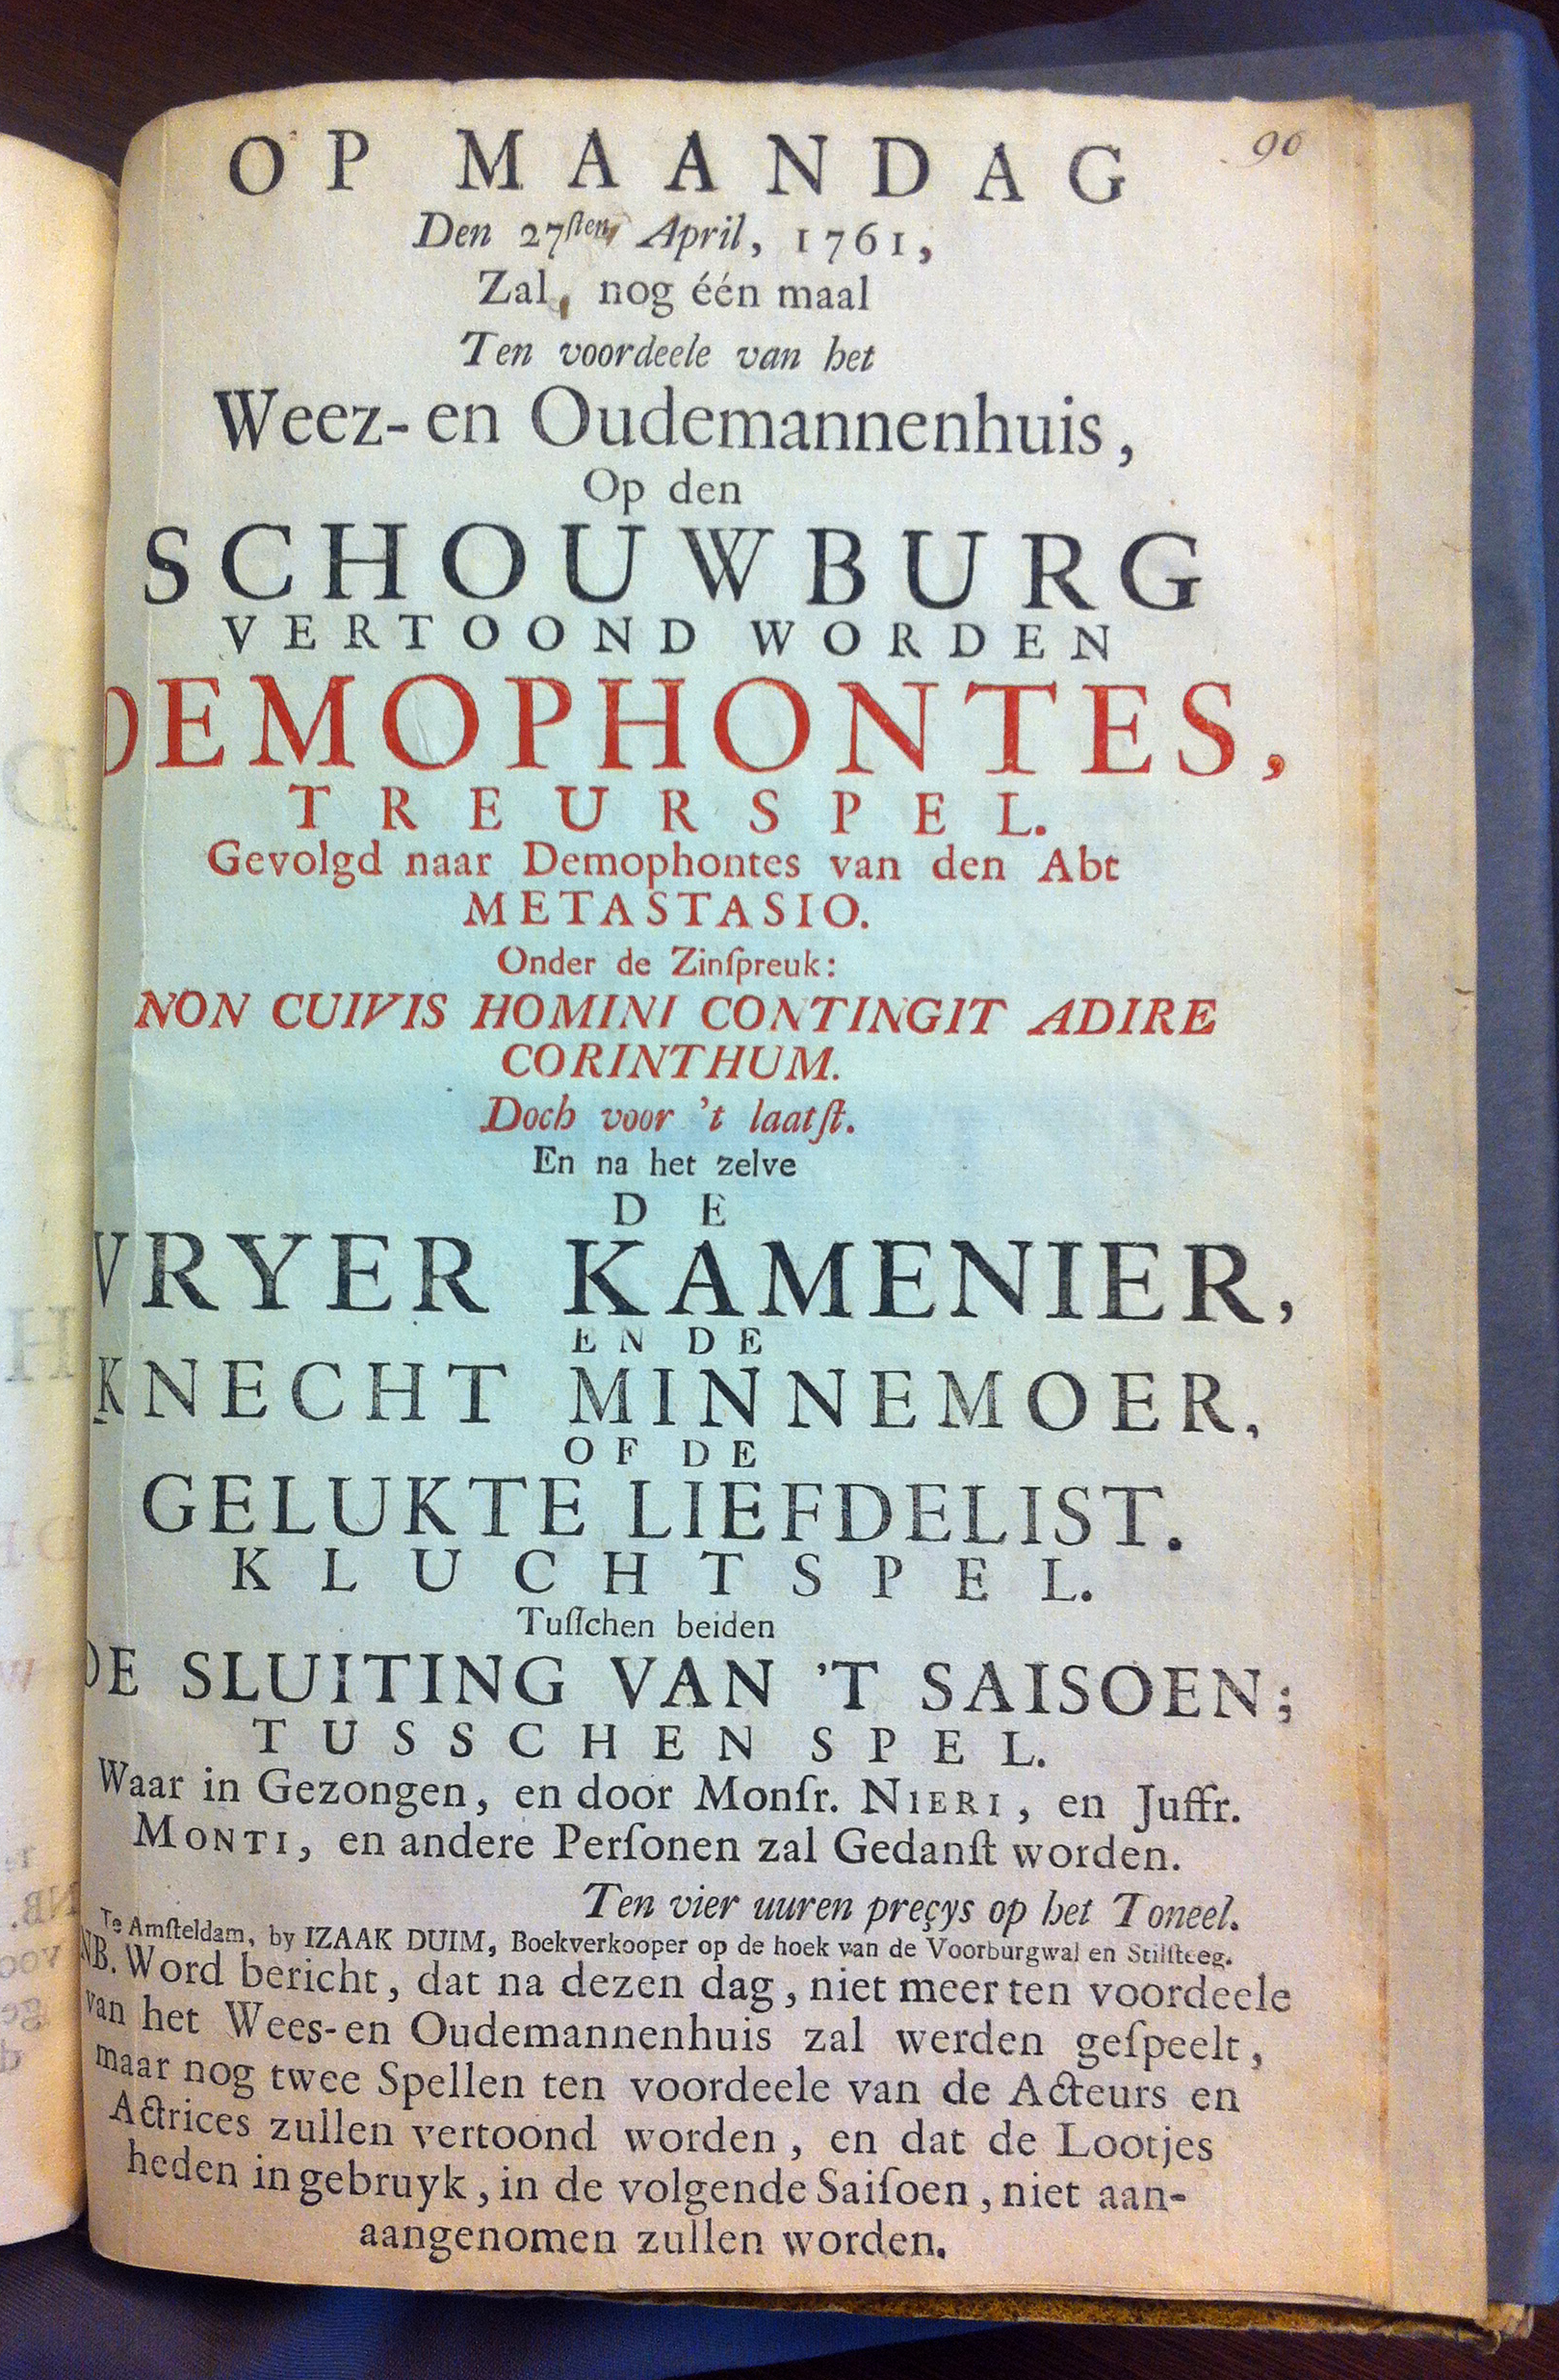 90
OP MAANDAG
Den 27ſten April, 1761,
Zal, nog één maal
Ten voordeele van het
Weez- en Oudemannenhuis,
Op den
SCHOUWBURG
VERTOOND WORDEN
DEMOPHONTES,
TREURSPEL.
Gevolgd naar Demophontes van den Abt
METASTASIO.
Onder de Zinſpreuk:
NON CUIVIS HOMINI CONTINGIT ADIRE
CORINTHUM.
Doch voor 't laatſt.
En na het zelve
DE
VRYER KAMENIER,
EN DE
KNECHT MINNEMOER,
OF DE
GELUKTE LIEFDELIST.
KLUCHTSPEL.
Tuſſchen beiden
DE SLUITING VAN 'T SAISOEN;
TUSSCHENSPEL.
Waar in Gezongen, en door Monſr. NIERI, en Juffr.
MONTI, en andere Perſonen zal Gedanſt worden.
Ten vier uuren preçys op het Toneel.
Te Amſteldam, by IZAAK DUIM, Boekverkooper op de hoek van de Voorburgwal en Stilſteeg.
NB. Word bericht, dat na dezen dag, niet meer ten voordeele
van het Wees- en Oudemannenhuis zal werden geſpeelt,
maar nog twee Spellen ten voordeele van de Acteurs en
Actrices zullen vertoond worden, en dat de Lootjes
heden in gebruyk, in de volgende Saiſoen, niet aan-
aangenomen zullen worden.